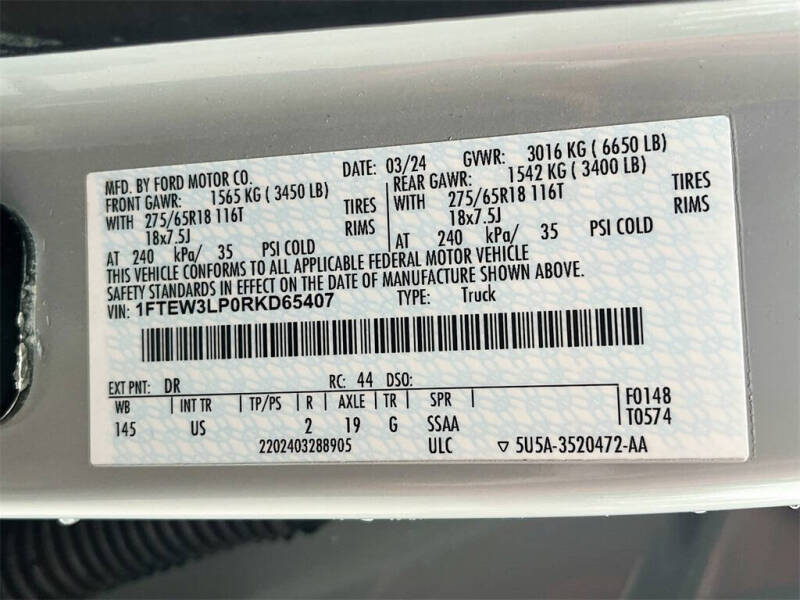 MFD. BY FORD MOTOR CO. DATE: 03/24 GVWR: 3016 KG ( 6650 LB)
FRONT GAWR: 1565 KG ( 3450 LB) REAR GAWR: 1542 KG ( 3400 LB)
WITH 275/65R18 116T TIRES WITH 275/65R18 116T TIRES
18x7.5J RIMS 18x7.5J RIMS
AT 240 kPa/ 35 PSI COLD AT 240 kPa/ 35 PSI COLD
THIS VEHICLE CONFORMS TO ALL APPLICABLE FEDERAL MOTOR VEHICLE
SAFETY STANDARDS IN EFFECT ON THE DATE OF MANUFACTURE SHOWN ABOVE.
VIN: 1FTEW3LP0RKD65407 TYPE: Truck
EXT PNT: DR RC: 44 DSO:
WB INT TR TP/PS R AXLE TR SPR F0148
145 US 2 19 G SSAA T0574
2202403288905 ULC ▽ 5U5A-3520472-AA